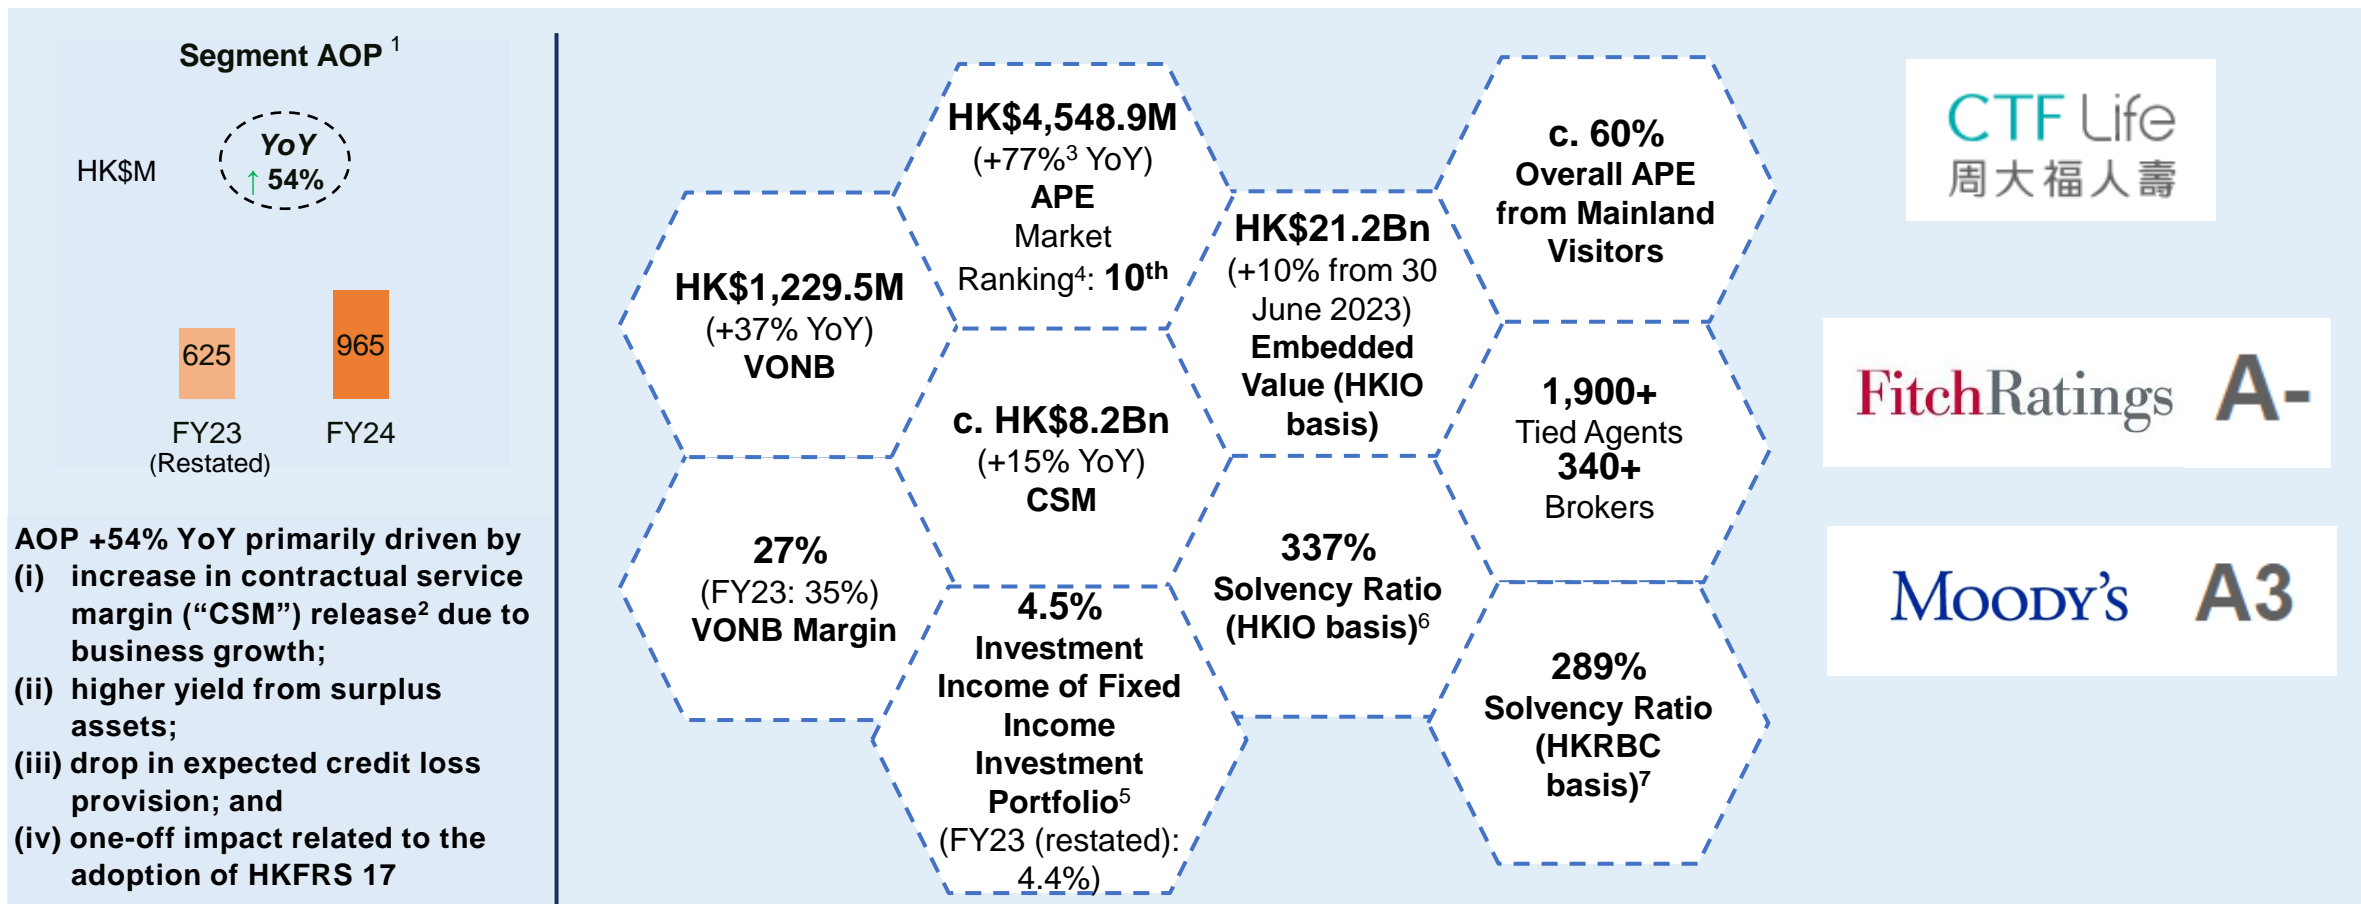 Segment AOP 1
HK$M
YoY
↑ 54%
625
965
FY23
(Restated)
FY24
AOP +54% YoY primarily driven by
(i) increase in contractual service
margin (“CSM”) release2 due to
business growth;
(ii) higher yield from surplus
assets;
(iii) drop in expected credit loss
provision; and
(iv) one-off impact related to the
adoption of HKFRS 17
HK$1,229.5M
(+37% YoY)
VONB
27%
(FY23: 35%)
VONB Margin
HK$4,548.9M
(+77%3 YoY)
APE
Market
Ranking4: 10th
c. HK$8.2Bn
(+15% YoY)
CSM
4.5%
Investment
Income of Fixed
Income
Investment
Portfolio5
(FY23 (restated):
4.4%)
HK$21.2Bn
(+10% from 30
June 2023)
Embedded
Value (HKIO
basis)
337%
Solvency Ratio
(HKIO basis)6
c. 60%
Overall APE
from Mainland
Visitors
1,900+
Tied Agents
340+
Brokers
289%
Solvency Ratio
(HKRBC
basis)7
CTF Life
周大福人壽
FitchRatings A-
MOODY'S A3